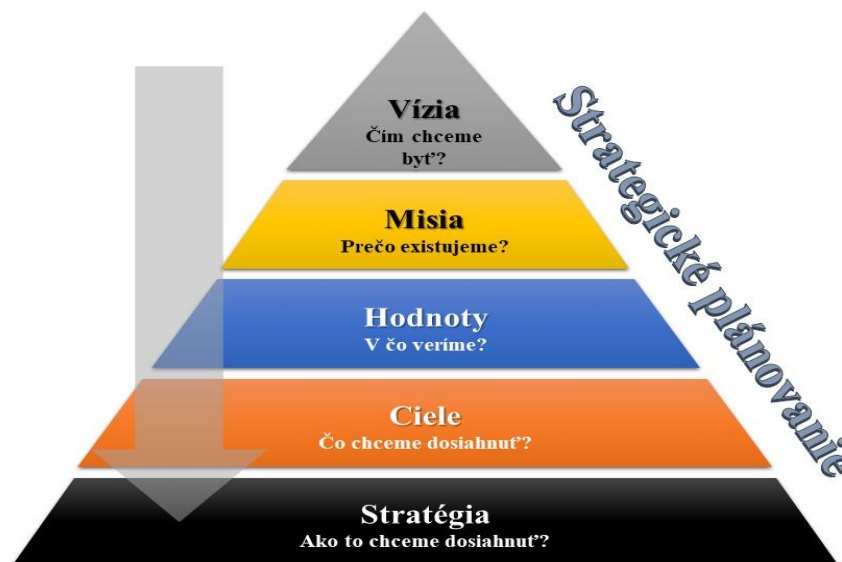 Vízia
Čím chceme
byť?
Misia
Prečo existujeme?
Hodnoty
V čo veríme?
Ciele
Čo chceme dosiahnuť?
Stratégia
Ako to chceme dosiahnuť?
Strategické plánovanie